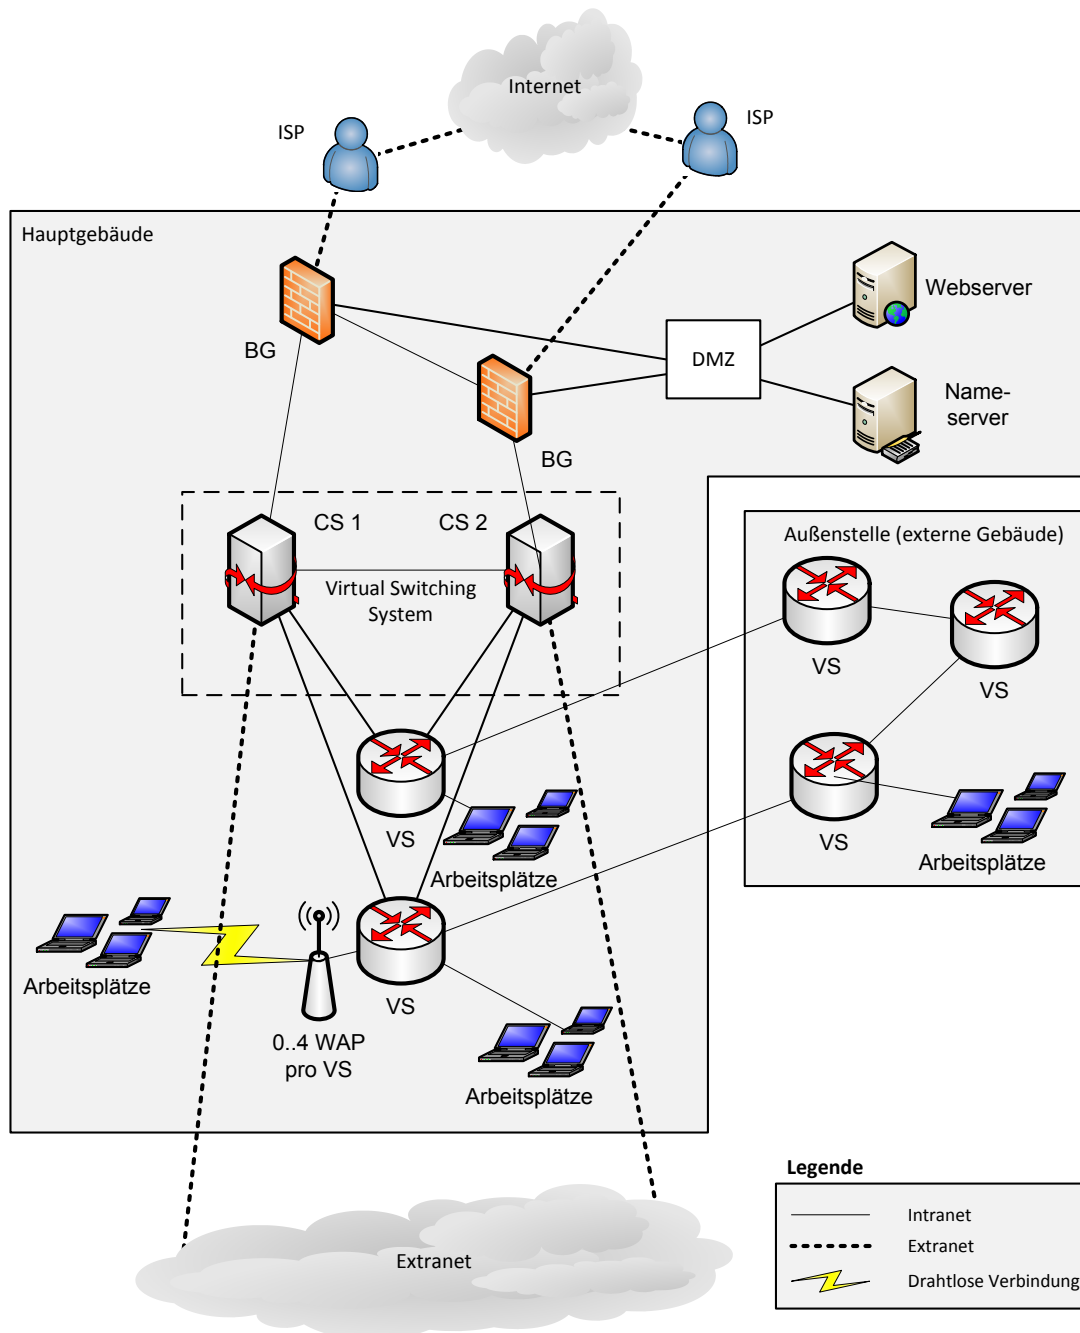 Internet
ISP
ISP
Hauptgebäude
Webserver
BG
DMZ
Name-
server
BG
CS 1
CS 2
Außenstelle (externe Gebäude)
Virtual Switching
System
VS
VS
VS
Arbeitsplätze
VS
Arbeitsplätze
Arbeitsplätze
VS
0..4 WAP
pro VS
Arbeitsplätze
Legende
Intranet
Extranet
Drahtlose Verbindung
Extranet